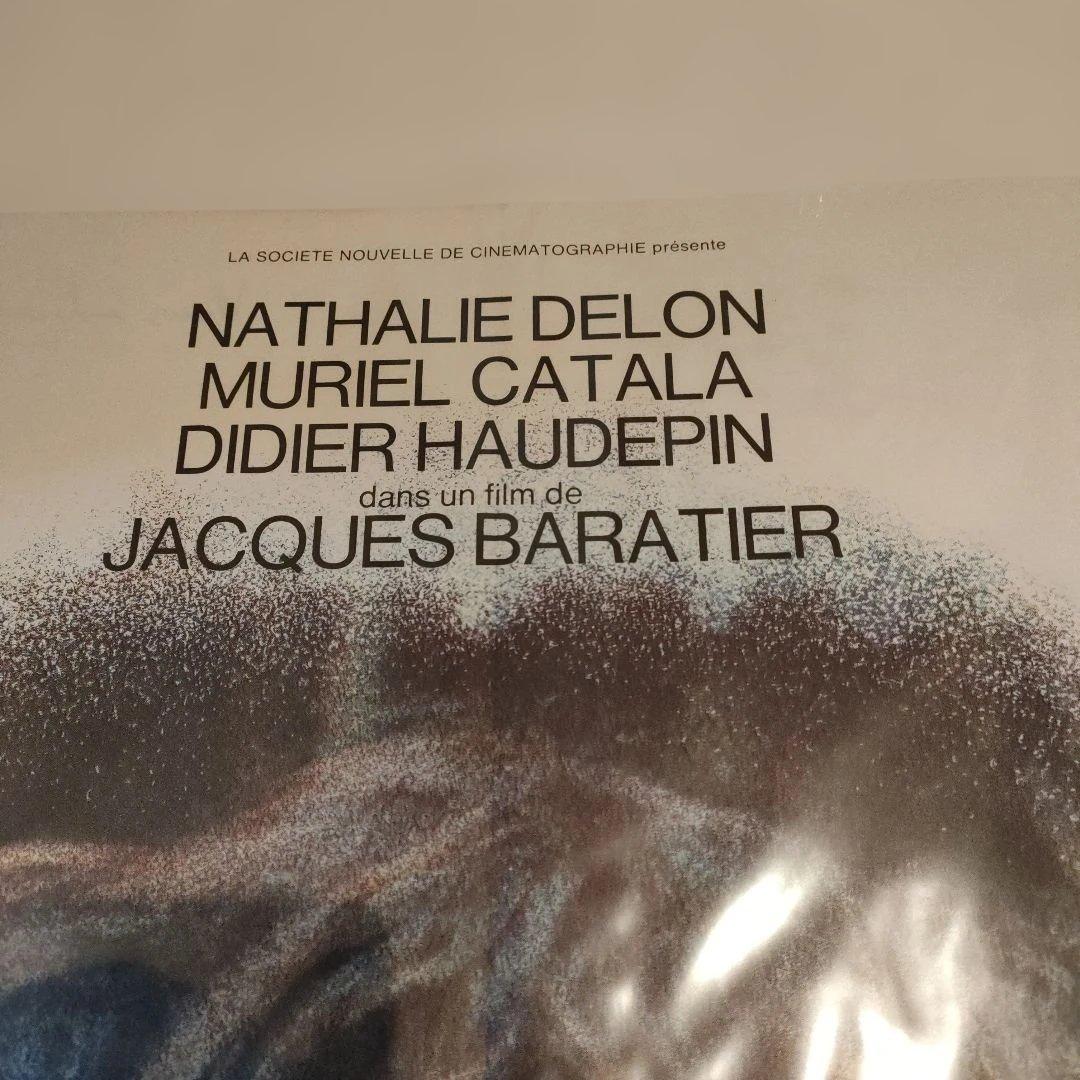 LA SOCIETE NOUVELLE DE CINEMATOGRAPHIE présente
NATHALIE DELON
MURIEL CATALA
DIDIER HAUDEPIN
dans un film de
JACQUES BARATIER